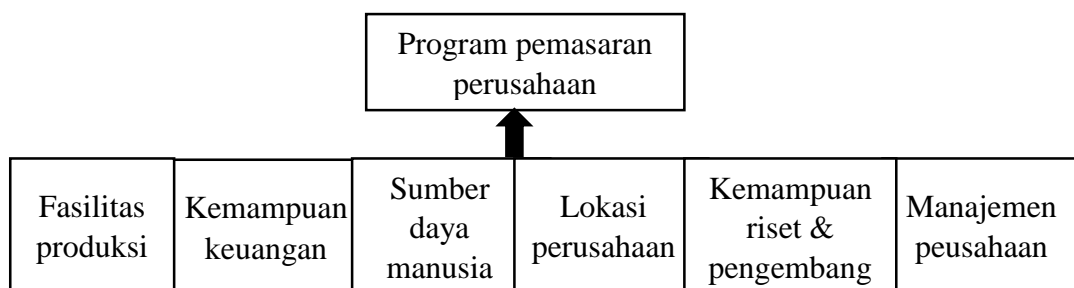 Program pemasaran
perusahaan
Fasilitas
produksi
Kemampuan
keuangan
Sumber
daya
manusia
Lokasi
perusahaan
Kemampuan
riset &
pengembang
Manajemen
peusahaan